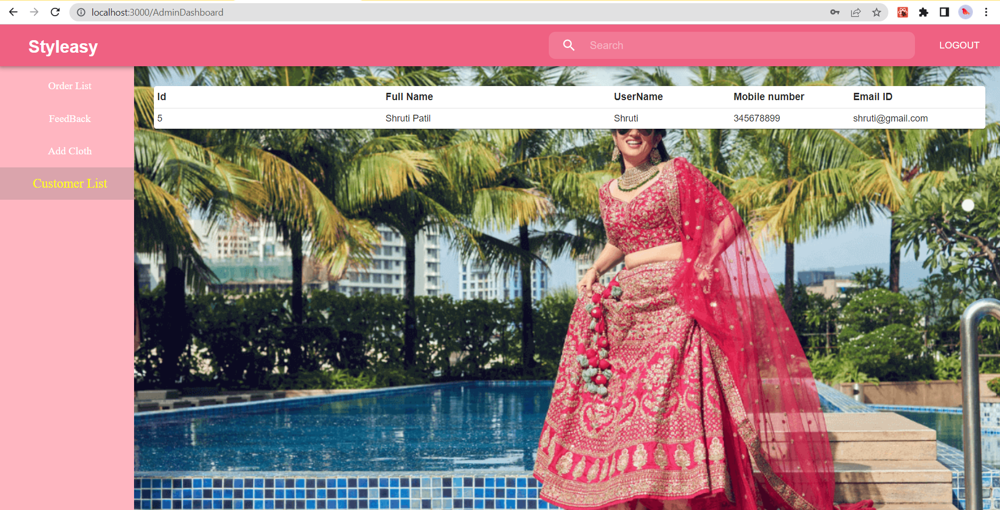 localhost:3000/AdminDashboard
Styleasy
Search
LOGOUT
Order List
FeedBack
Add Cloth
Customer List
Id Full Name UserName Mobile number Email ID
5 Shruti Patil Shruti 345678899 shruti@gmail.com